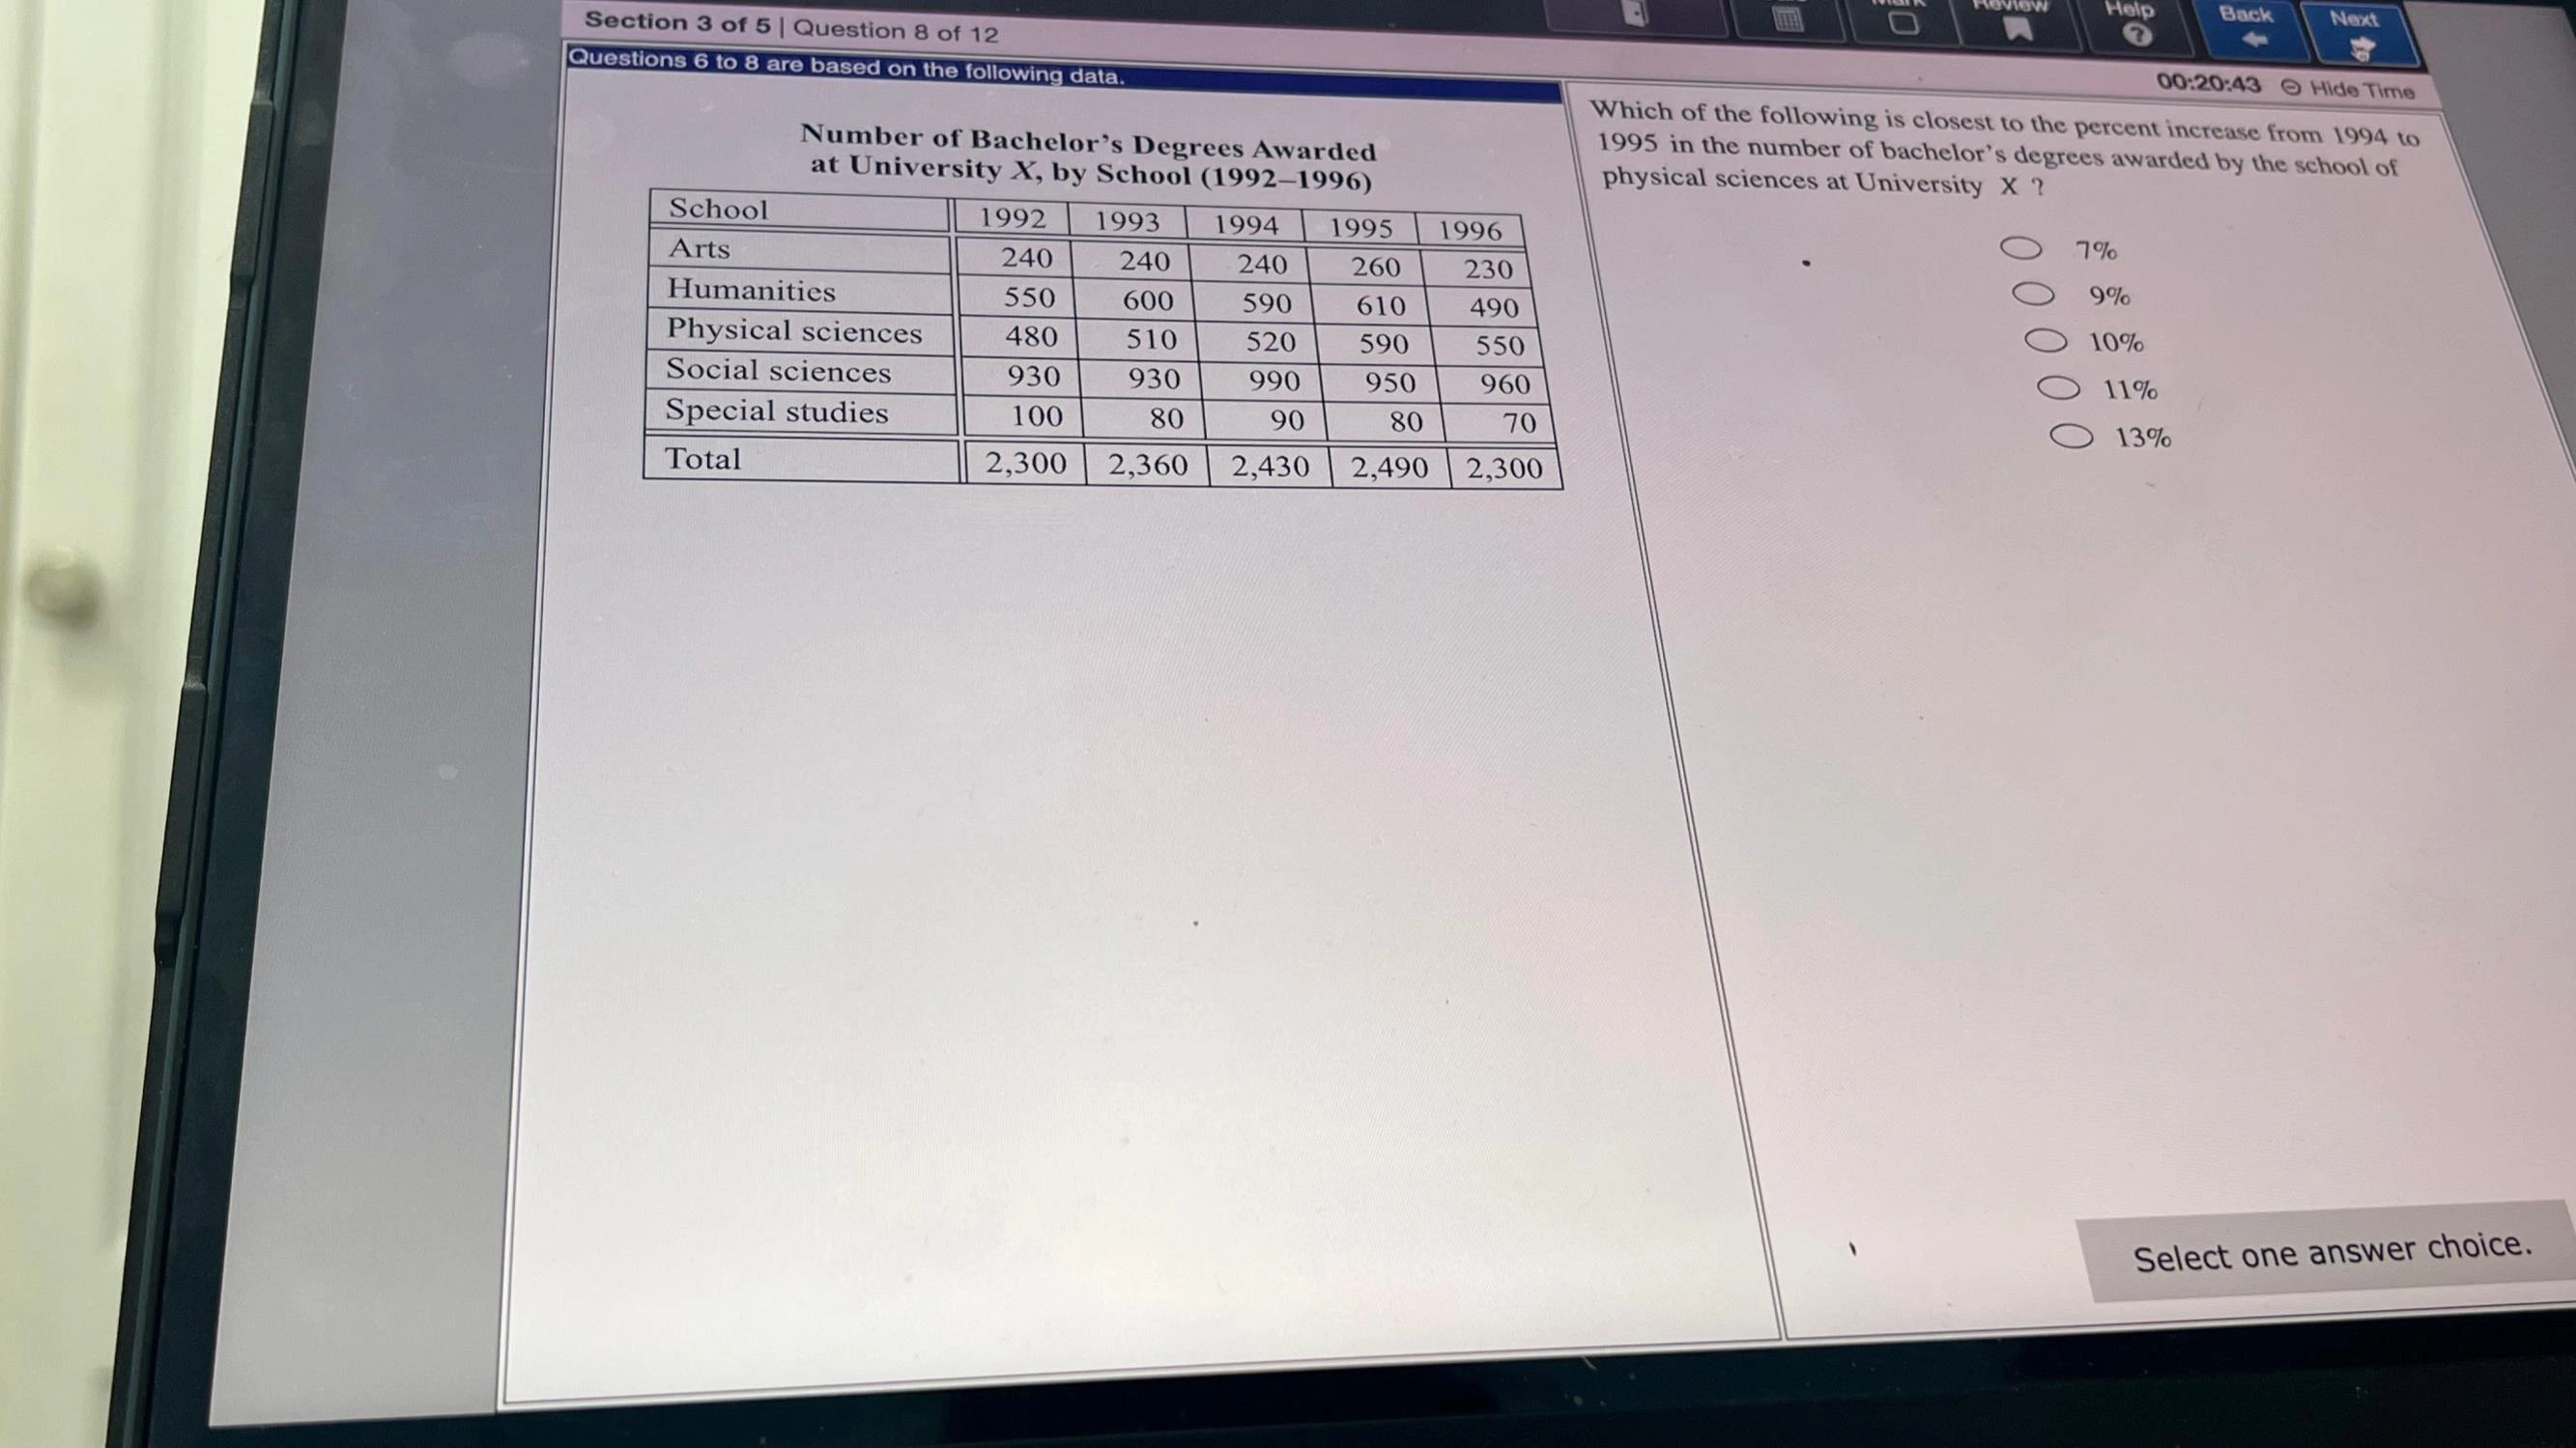 Section 3 of 5 | Question 8 of 12
Review
Help
Back
Next
00:20:43 Hide Time
Questions 6 to 8 are based on the following data.
Number of Bachelor's Degrees Awarded
at University X, by School (1992–1996)
School 1992 1993 1994 1995 1996
Arts 240 240 240 260 230
Humanities 550 600 590 610 490
Physical sciences 480 510 520 590 550
Social sciences 930 930 990 950 960
Special studies 100 80 90 80 70
Total 2,300 2,360 2,430 2,490 2,300
Which of the following is closest to the percent increase from 1994 to
1995 in the number of bachelor's degrees awarded by the school of
physical sciences at University X ?
7%
9%
10%
11%
13%
Select one answer choice.